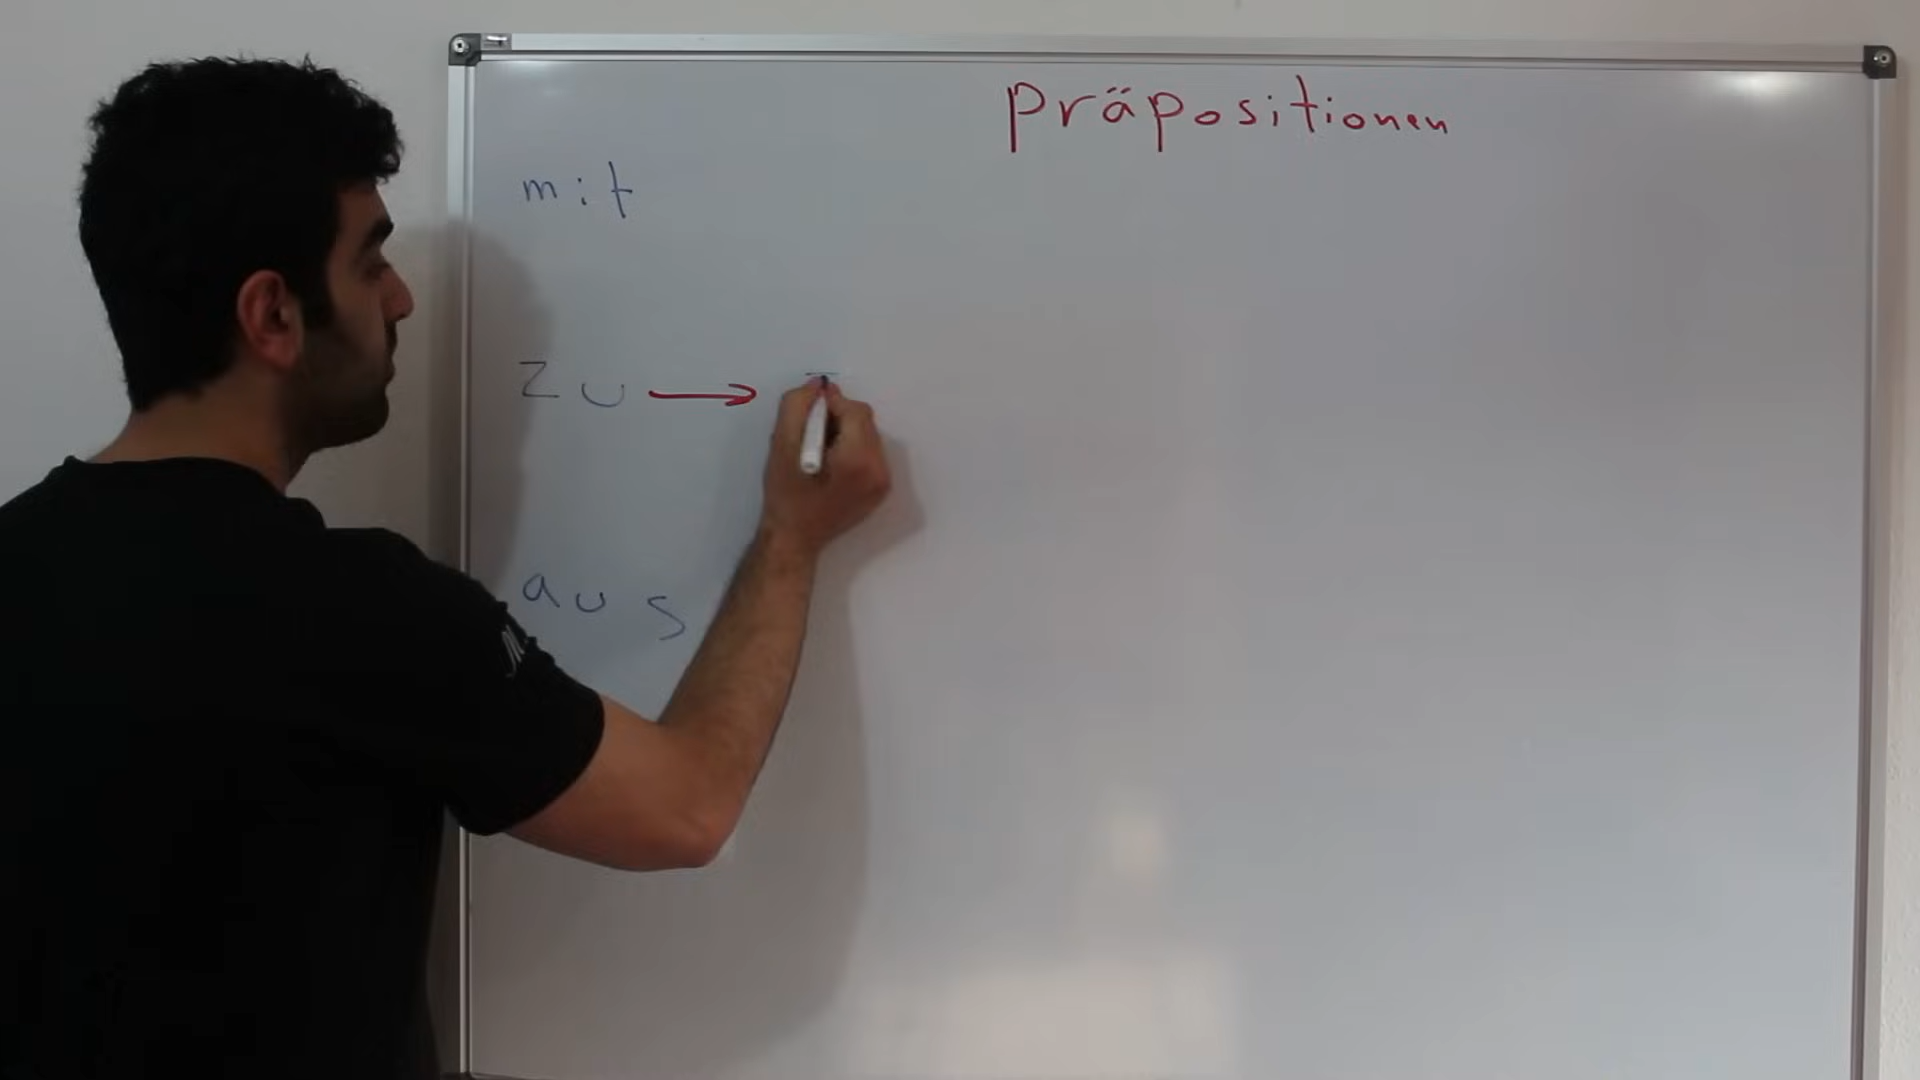 Präpositionen
mit
zu →
aus